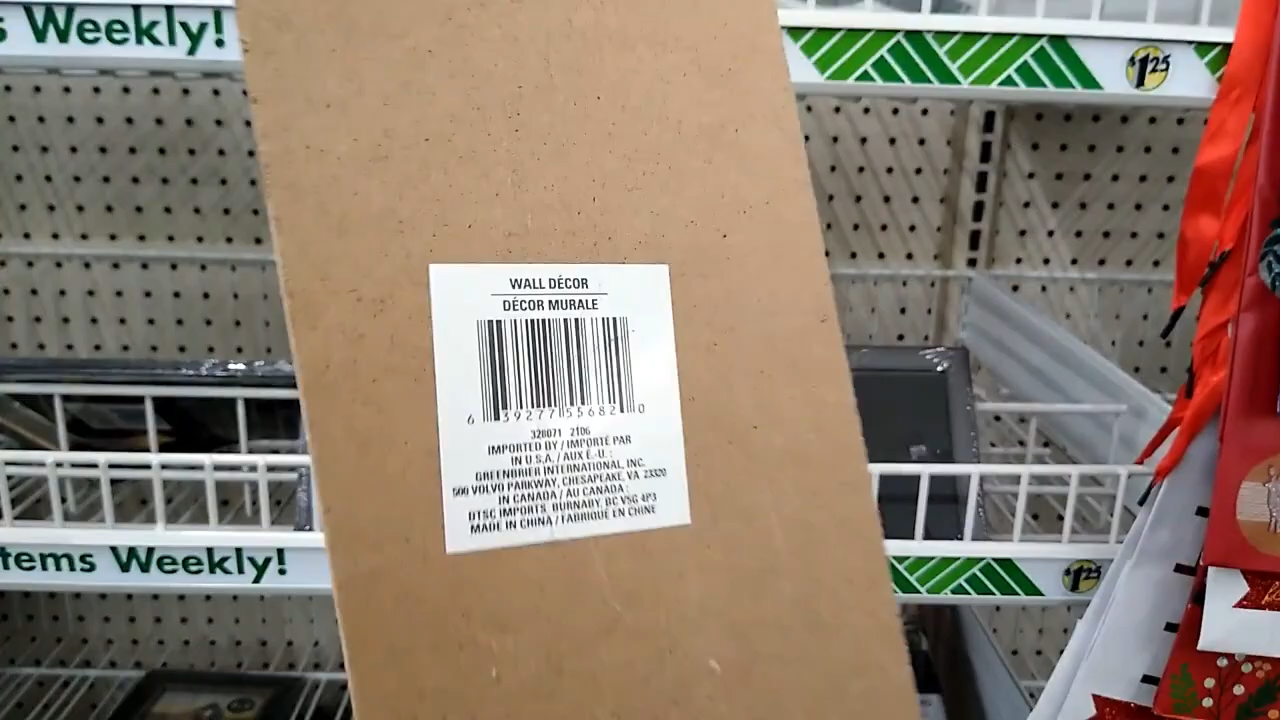 s Weekly!
$1.25
WALL DÉCOR
DÉCOR MURALE
6 39277 55682 0
328071 2106
IMPORTED BY / IMPORTÉ PAR
IN U.S.A. / AUX É.-U. :
GREENBRIER INTERNATIONAL, INC.
500 VOLVO PARKWAY, CHESAPEAKE, VA 23320
IN CANADA / AU CANADA :
DTSC IMPORTS, BURNABY, BC V5G 4P3
MADE IN CHINA / FABRIQUÉ EN CHINE
tems Weekly!
$1.25